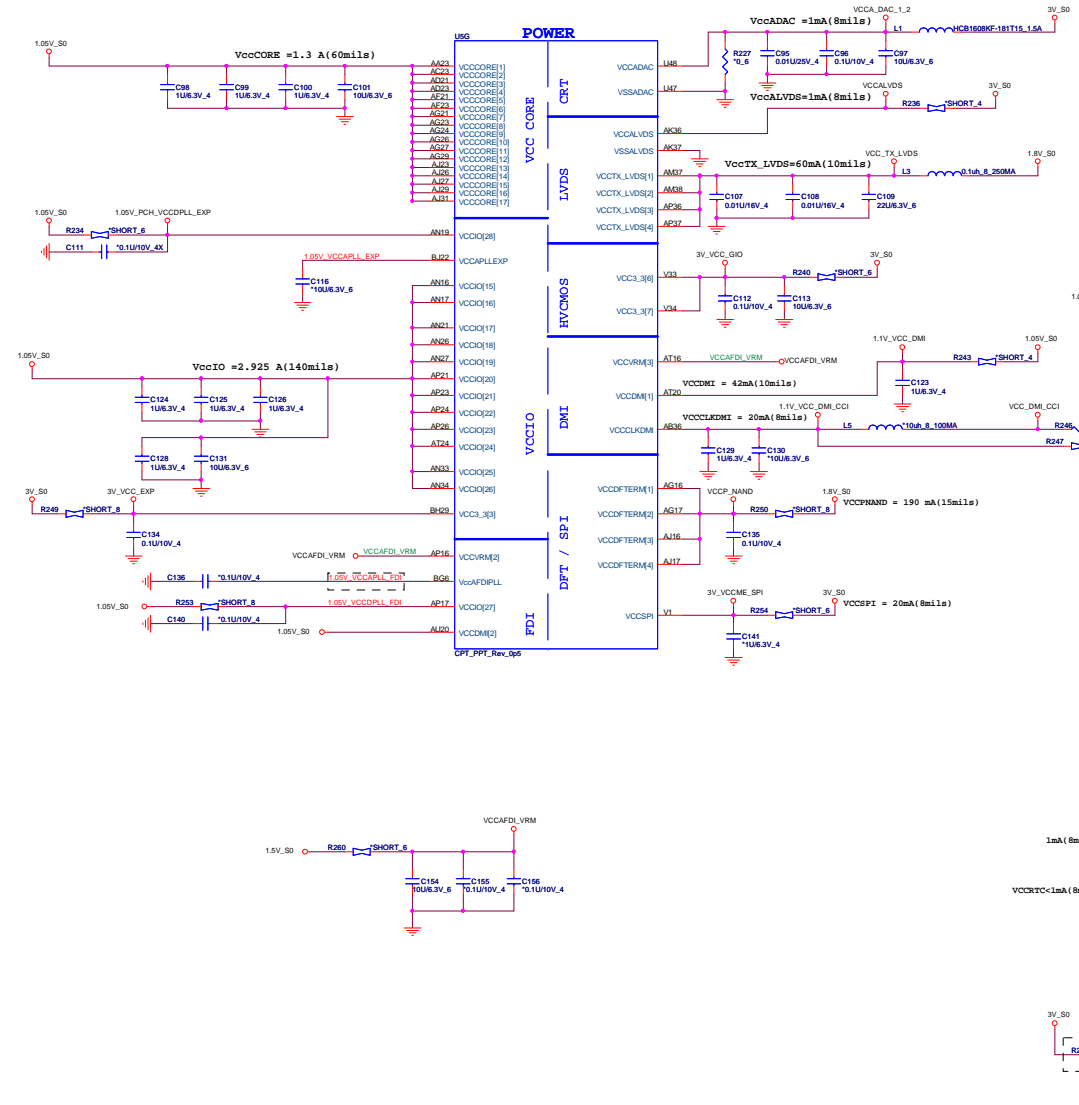 POWER
U5G
1.05V_S0
VccCORE =1.3 A(60mils)
C98
1U/6.3V_4
C99
1U/6.3V_4
C100
1U/6.3V_4
C101
10U/6.3V_6
AA23
AC23
AD21
AD23
AF21
AF23
AG21
AG23
AG24
AG26
AG27
AG29
AJ23
AJ26
AJ27
AJ29
AJ31
VCCCORE[1]
VCCCORE[2]
VCCCORE[3]
VCCCORE[4]
VCCCORE[5]
VCCCORE[6]
VCCCORE[7]
VCCCORE[8]
VCCCORE[9]
VCCCORE[10]
VCCCORE[11]
VCCCORE[12]
VCCCORE[13]
VCCCORE[14]
VCCCORE[15]
VCCCORE[16]
VCCCORE[17]
VCC CORE
CRT
LVDS
HVCMOS
VCCIO
DMI
DFT / SPI
FDI
1.05V_S0
1.05V_PCH_VCCDPLL_EXP
R234
*SHORT_6
C111
*0.1U/10V_4X
AN19
VCCIO[28]
1.05V_VCCAPLL_EXP
BJ22
VCCAPLLEXP
C116
*10U/6.3V_6
AN16
VCCIO[15]
AN17
VCCIO[16]
AN21
VCCIO[17]
AN26
VCCIO[18]
AN27
VCCIO[19]
AP21
VCCIO[20]
AP23
VCCIO[21]
AP24
VCCIO[22]
AP26
VCCIO[23]
AT24
VCCIO[24]
AN33
VCCIO[25]
AN34
VCCIO[26]
1.05V_S0
VccIO =2.925 A(140mils)
C124
1U/6.3V_4
C125
1U/6.3V_4
C126
1U/6.3V_4
C128
1U/6.3V_4
C131
10U/6.3V_6
3V_S0
3V_VCC_EXP
R249
*SHORT_8
BH29
VCC3_3[3]
C134
0.1U/10V_4
VCCAFDI_VRM
VCCAFDI_VRM
AP16
VCCVRM[2]
C136
*0.1U/10V_4
1.05V_VCCAPLL_FDI
BG6
VccAFDIPLL
1.05V_S0
R253
*SHORT_8
1.05V_VCCDPLL_FDI
AP17
VCCIO[27]
C140
*0.1U/10V_4
1.05V_S0
AU20
VCCDMI[2]
CPT_PPT_Rev_0p5
VCCA_DAC_1_2
3V_S0
VccADAC =1mA(8mils)
L1
HCB1608KF-181T15_1.5A
VCCADAC
U48
VSSADAC
U47
R227
*0_6
C95
0.01U/25V_4
C96
0.1U/10V_4
C97
10U/6.3V_6
VccALVDS=1mA(8mils)
VCCALVDS
3V_S0
R236
*SHORT_4
VCCALVDS
AK36
VSSALVDS
AK37
VccTX_LVDS=60mA(10mils)
VCC_TX_LVDS
1.8V_S0
L3
0.1uh_8_250MA
VCCTX_LVDS[1]
AM37
VCCTX_LVDS[2]
AM38
VCCTX_LVDS[3]
AP36
VCCTX_LVDS[4]
AP37
C107
0.01U/16V_4
C108
0.01U/16V_4
C109
22U/6.3V_6
3V_VCC_GIO
3V_S0
R240
*SHORT_6
VCC3_3[6]
V33
VCC3_3[7]
V34
C112
0.1U/10V_4
C113
10U/6.3V_6
1.0
VCCVRM[3]
AT16
VCCAFDI_VRM
VCCAFDI_VRM
1.1V_VCC_DMI
1.05V_S0
R243
*SHORT_4
VCCDMI = 42mA(10mils)
VCCDMI[1]
AT20
C123
1U/6.3V_4
VCCCLKDMI = 20mA(8mils)
1.1V_VCC_DMI_CCI
VCC_DMI_CCI
VCCCLKDMI
AB36
L5
*10uh_8_100MA
R246
R247
C129
1U/6.3V_4
C130
*10U/6.3V_6
VCCDFTERM[1]
AG16
VCCDFTERM[2]
AG17
VCCDFTERM[3]
AJ16
VCCDFTERM[4]
AJ17
VCCP_NAND
1.8V_S0
VCCPNAND = 190 mA(15mils)
R250
*SHORT_8
C135
0.1U/10V_4
3V_VCCME_SPI
3V_S0
VCCSPI = 20mA(8mils)
VCCSPI
V1
R254
*SHORT_6
C141
*1U/6.3V_4
VCCAFDI_VRM
1.5V_S0
R260
*SHORT_6
C154
10U/6.3V_6
C155
*0.1U/10V_4
C156
*0.1U/10V_4
1mA(8m
VCCRTC<1mA(8m
3V_S0
R2